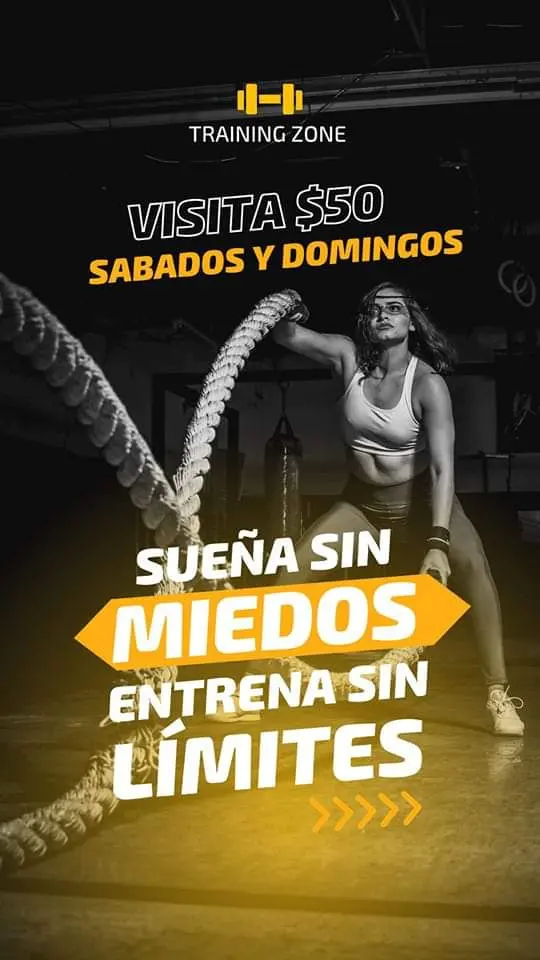 TRAINING ZONE
VISITA $50
SABADOS Y DOMINGOS
SUEÑA SIN
MIEDOS
ENTRENA SIN
LÍMITES